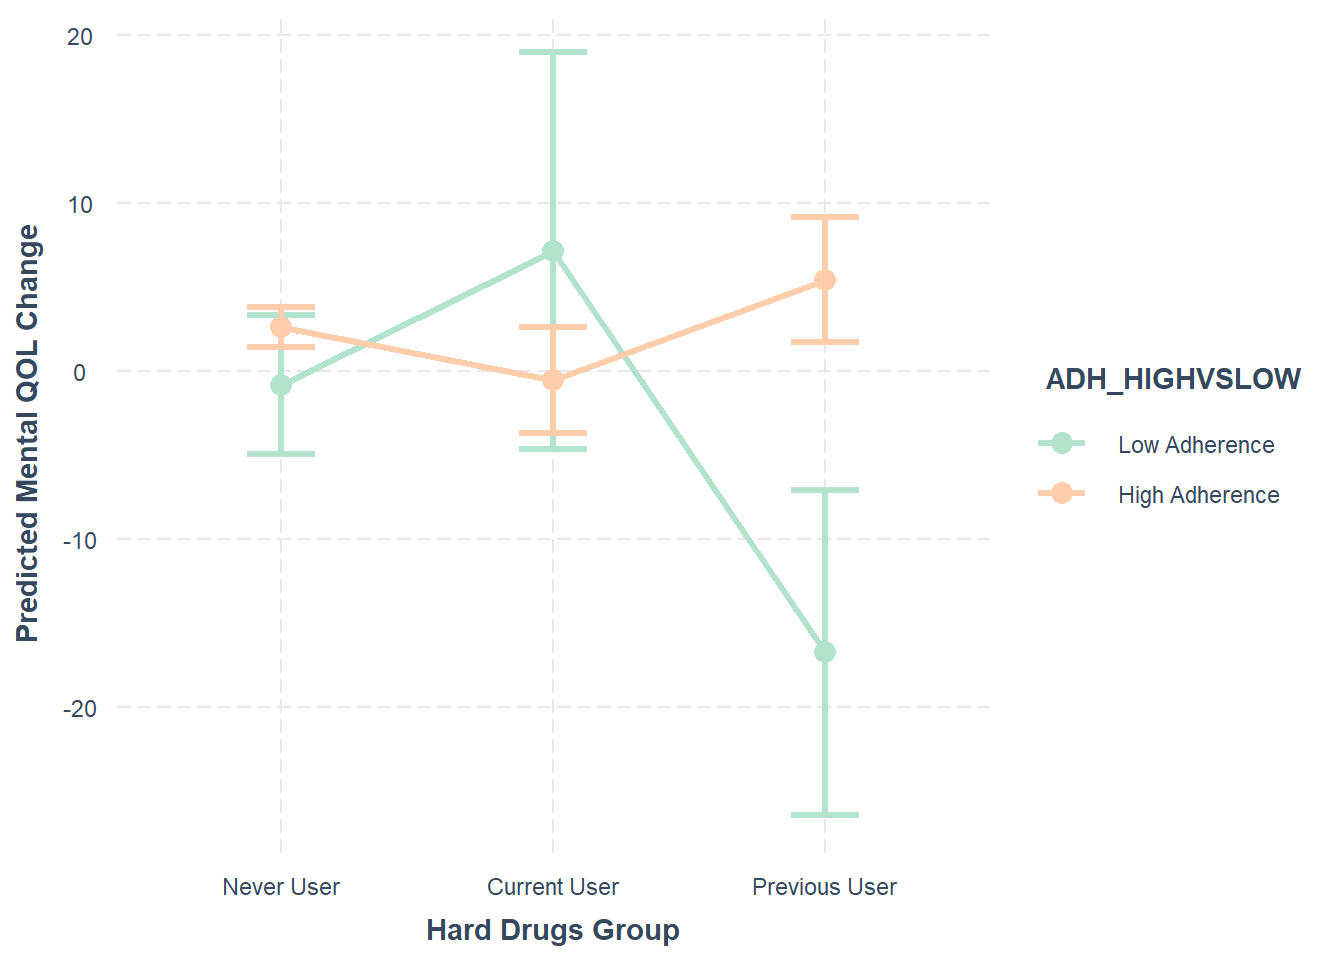 20
10
0
-10
-20
Predicted Mental QOL Change
Never User
Current User
Previous User
Hard Drugs Group
ADH_HIGHVSLOW
Low Adherence
High Adherence